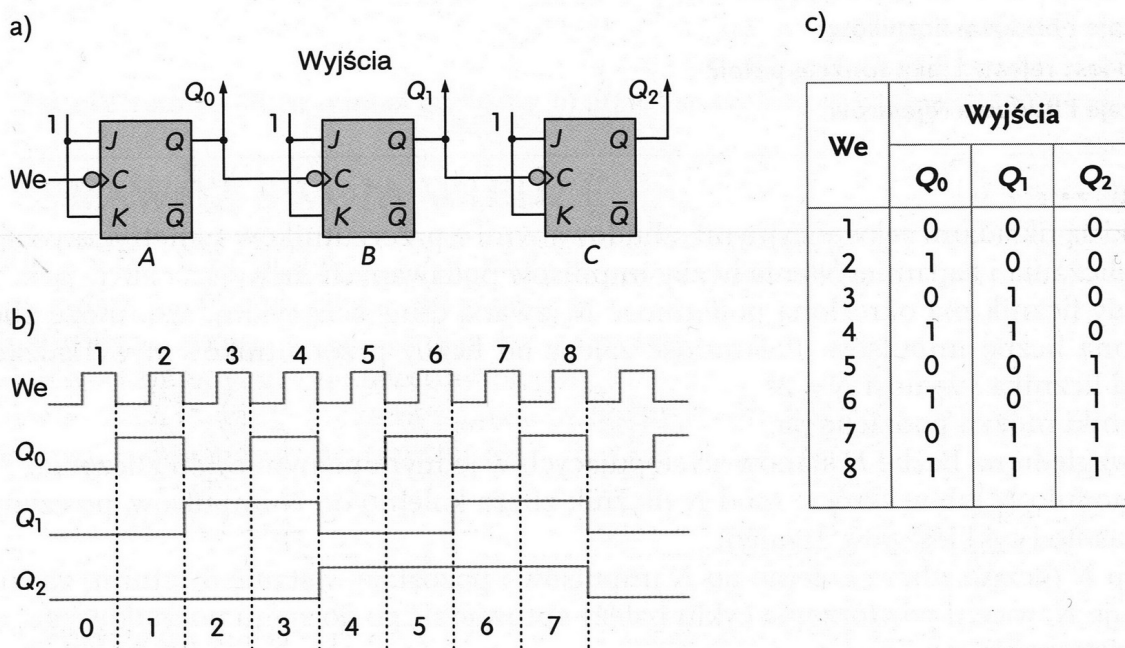 a)
Wyjścia
Q0 Q1 Q2
1 1 1
J Q J Q J Q
We C C C
K Q̅ K Q̅ K Q̅
A B C
b)
We 1 2 3 4 5 6 7 8
Q0
Q1
Q2
0 1 2 3 4 5 6 7
c)
We Wyjścia
Q0 Q1 Q2
1 0 0 0
2 1 0 0
3 0 1 0
4 1 1 0
5 0 0 1
6 1 0 1
7 0 1 1
8 1 1 1